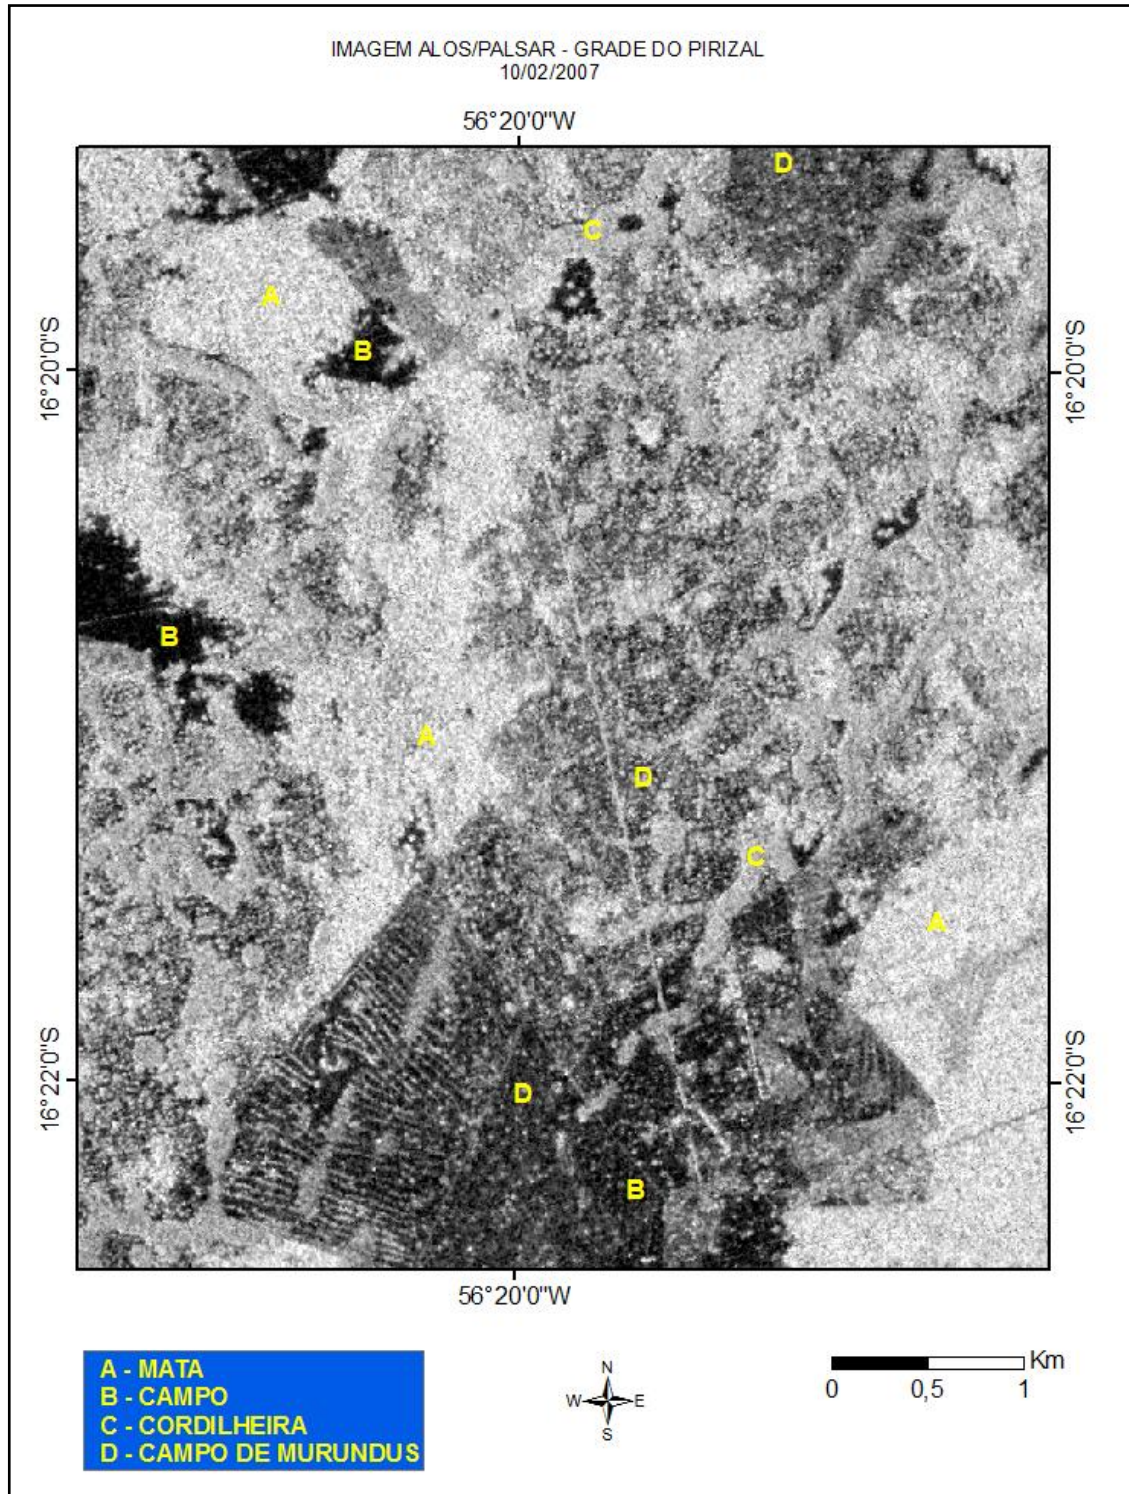 IMAGEM ALOS/PALSAR - GRADE DO PIRIZAL
10/02/2007
56°20'0"W
D
C
A
B
16°20'0"S
16°20'0"S
B
A
D
C
A
D
B
16°22'0"S
16°22'0"S
56°20'0"W
A - MATA
B - CAMPO
C - CORDILHEIRA
D - CAMPO DE MURUNDUS
N
W E
S
Km
0 0,5 1